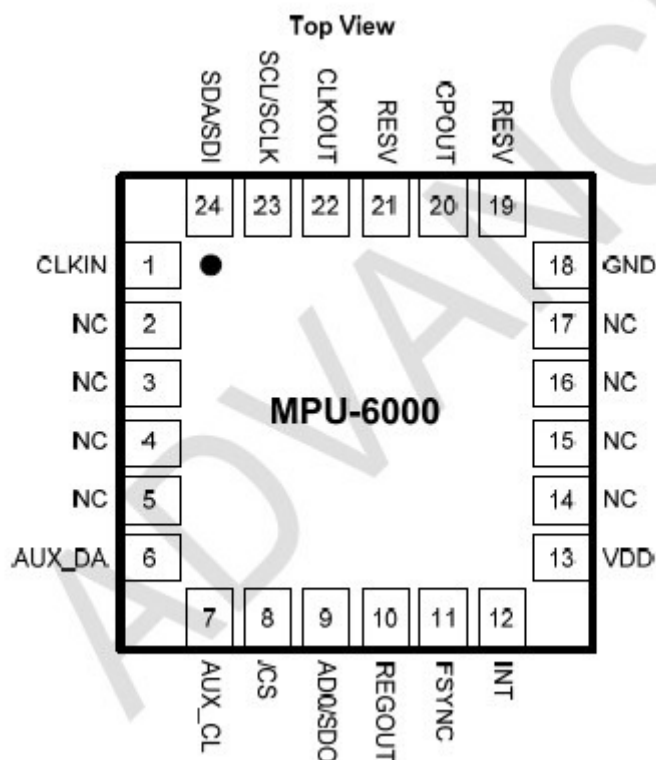 Top View
SDA/SDI
SCL/SCLK
CLKOUT
RESV
CPOUT
RESV
24 23 22 21 20 19
CLKIN 1 18 GND
NC 2 17 NC
NC 3 16 NC
MPU-6000
NC 4 15 NC
NC 5 14 NC
AUX_DA 6 13 VDD
7 8 9 10 11 12
AUX_CL
/CS
AD0/SDO
REGOUT
FSYNC
INT
ADVANC